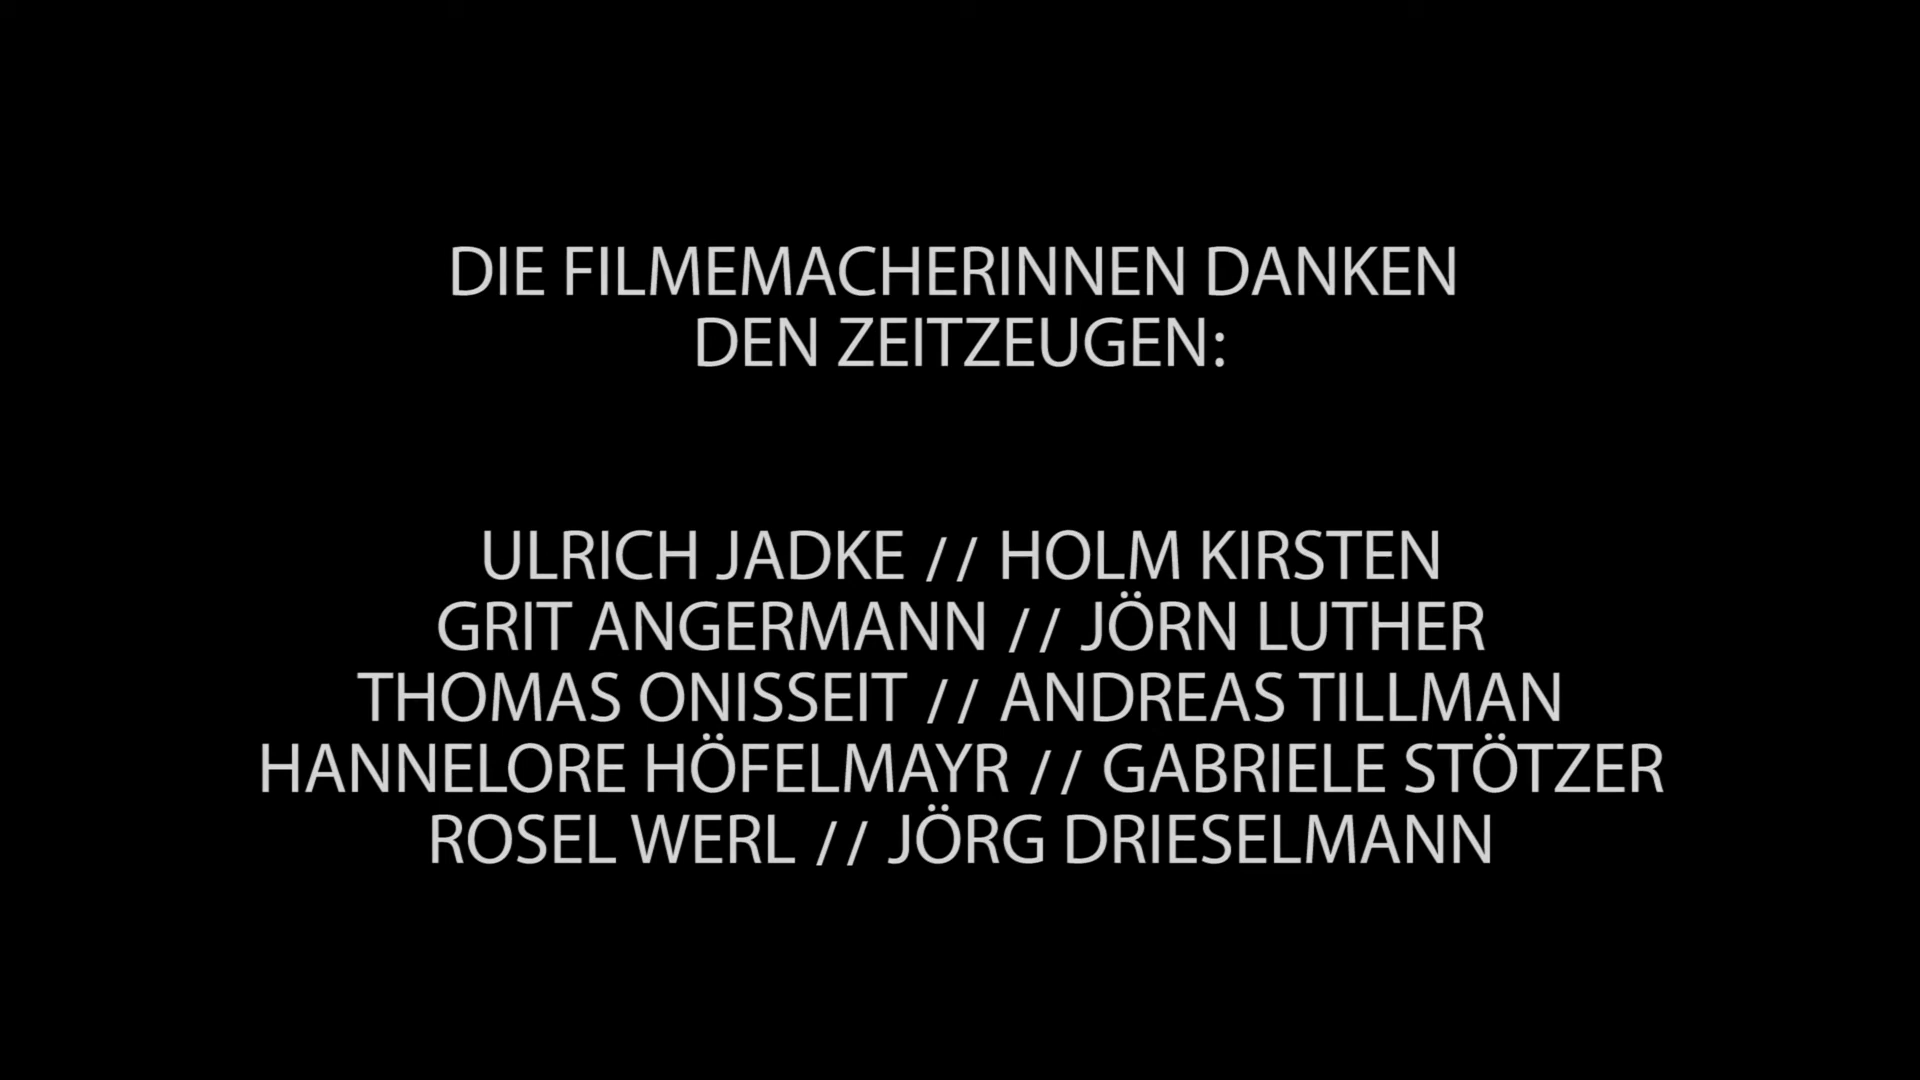 DIE FILMEMACHERINNEN DANKEN
DEN ZEITZEUGEN:
ULRICH JADKE // HOLM KIRSTEN
GRIT ANGERMANN // JÖRN LUTHER
THOMAS ONISSEIT // ANDREAS TILLMAN
HANNELORE HÖFELMAYR // GABRIELE STÖTZER
ROSEL WERL // JÖRG DRIESELMANN